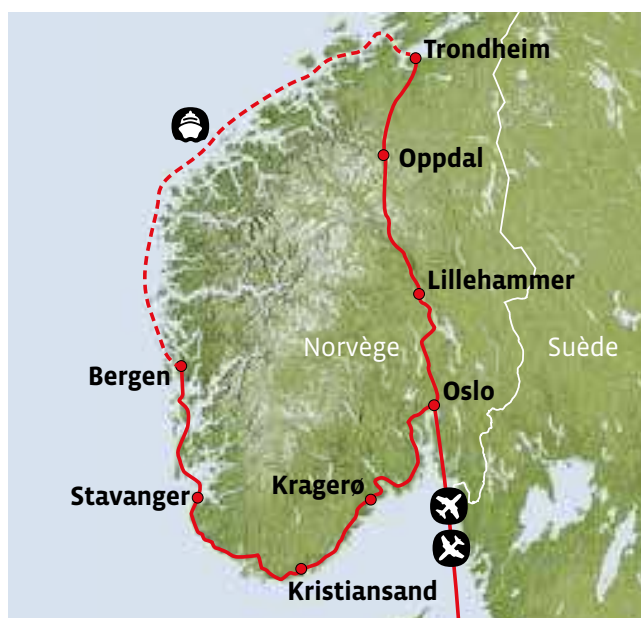 Trondheim
Oppdal
Lillehammer
Norvège
Suède
Bergen
Oslo
Stavanger
Kragerø
Kristiansand